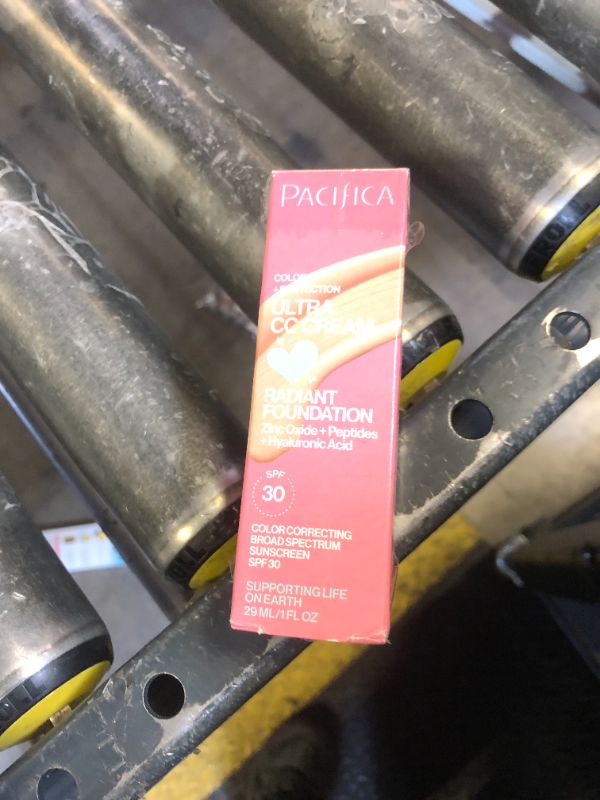 PACIFICA
COLOR
+
ULTRA
CC CREAM
RADIANT
FOUNDATION
Zinc Oxide + Peptides
+ Hyaluronic Acid
SPF
30
COLOR CORRECTING
BROAD SPECTRUM
SUNSCREEN
SPF 30
SUPPORTING LIFE
ON EARTH
29 ML/1 FL OZ